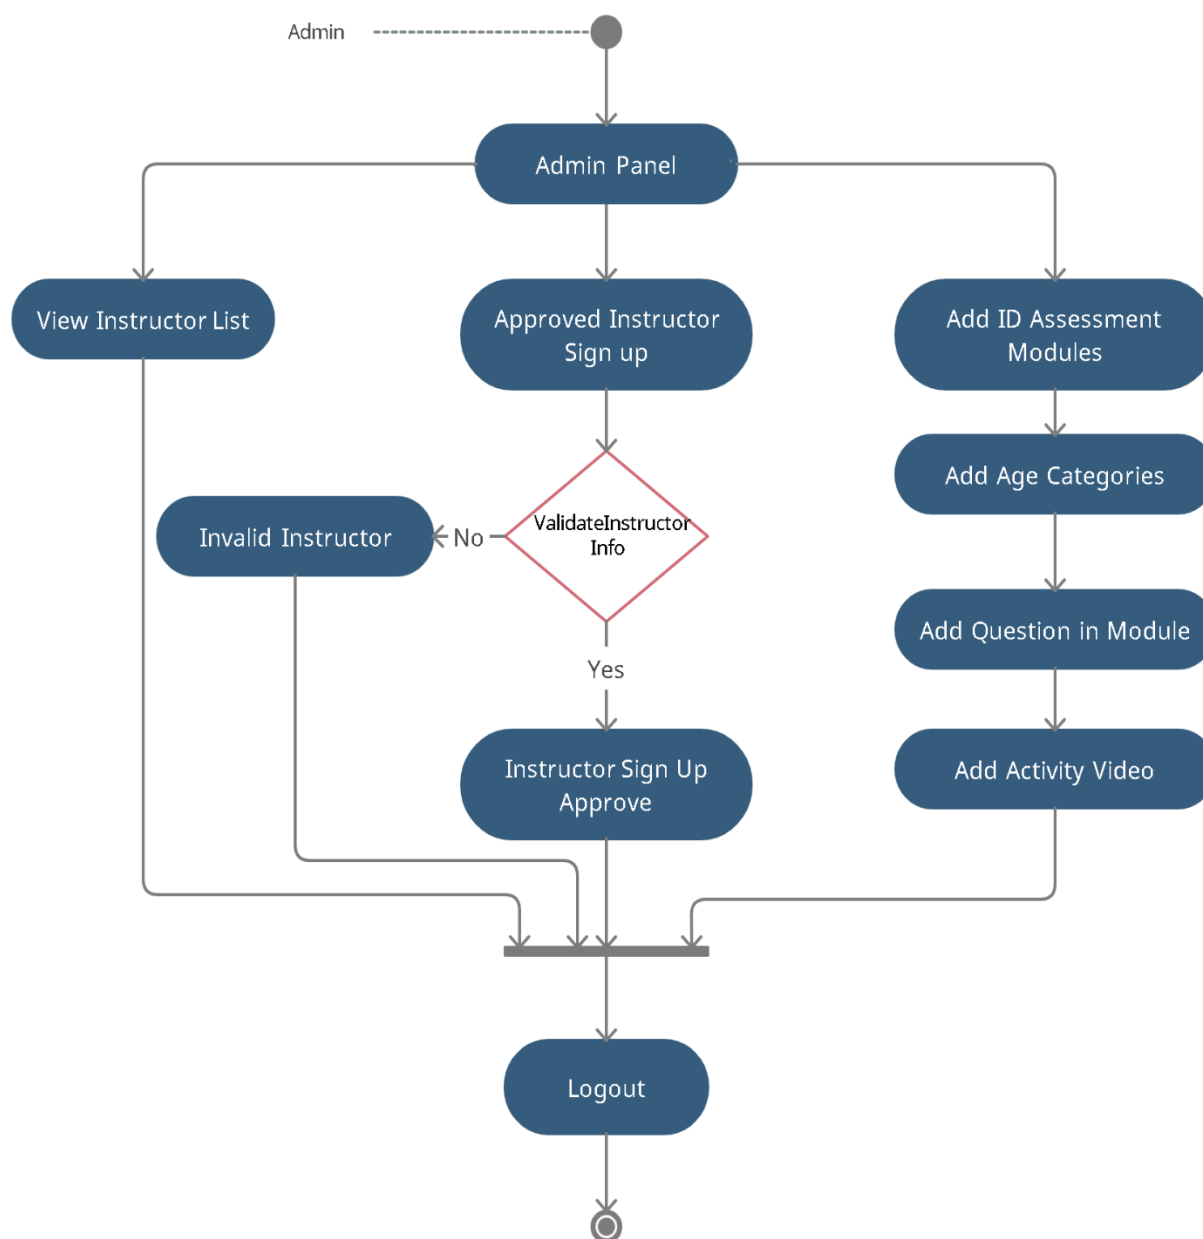 Admin
Admin Panel
View Instructor List
Approved Instructor
Sign up
Add ID Assessment
Modules
Add Age Categories
Invalid Instructor
No
ValidateInstructor
Info
Add Question in Module
Yes
Instructor Sign Up
Approve
Add Activity Video
Logout